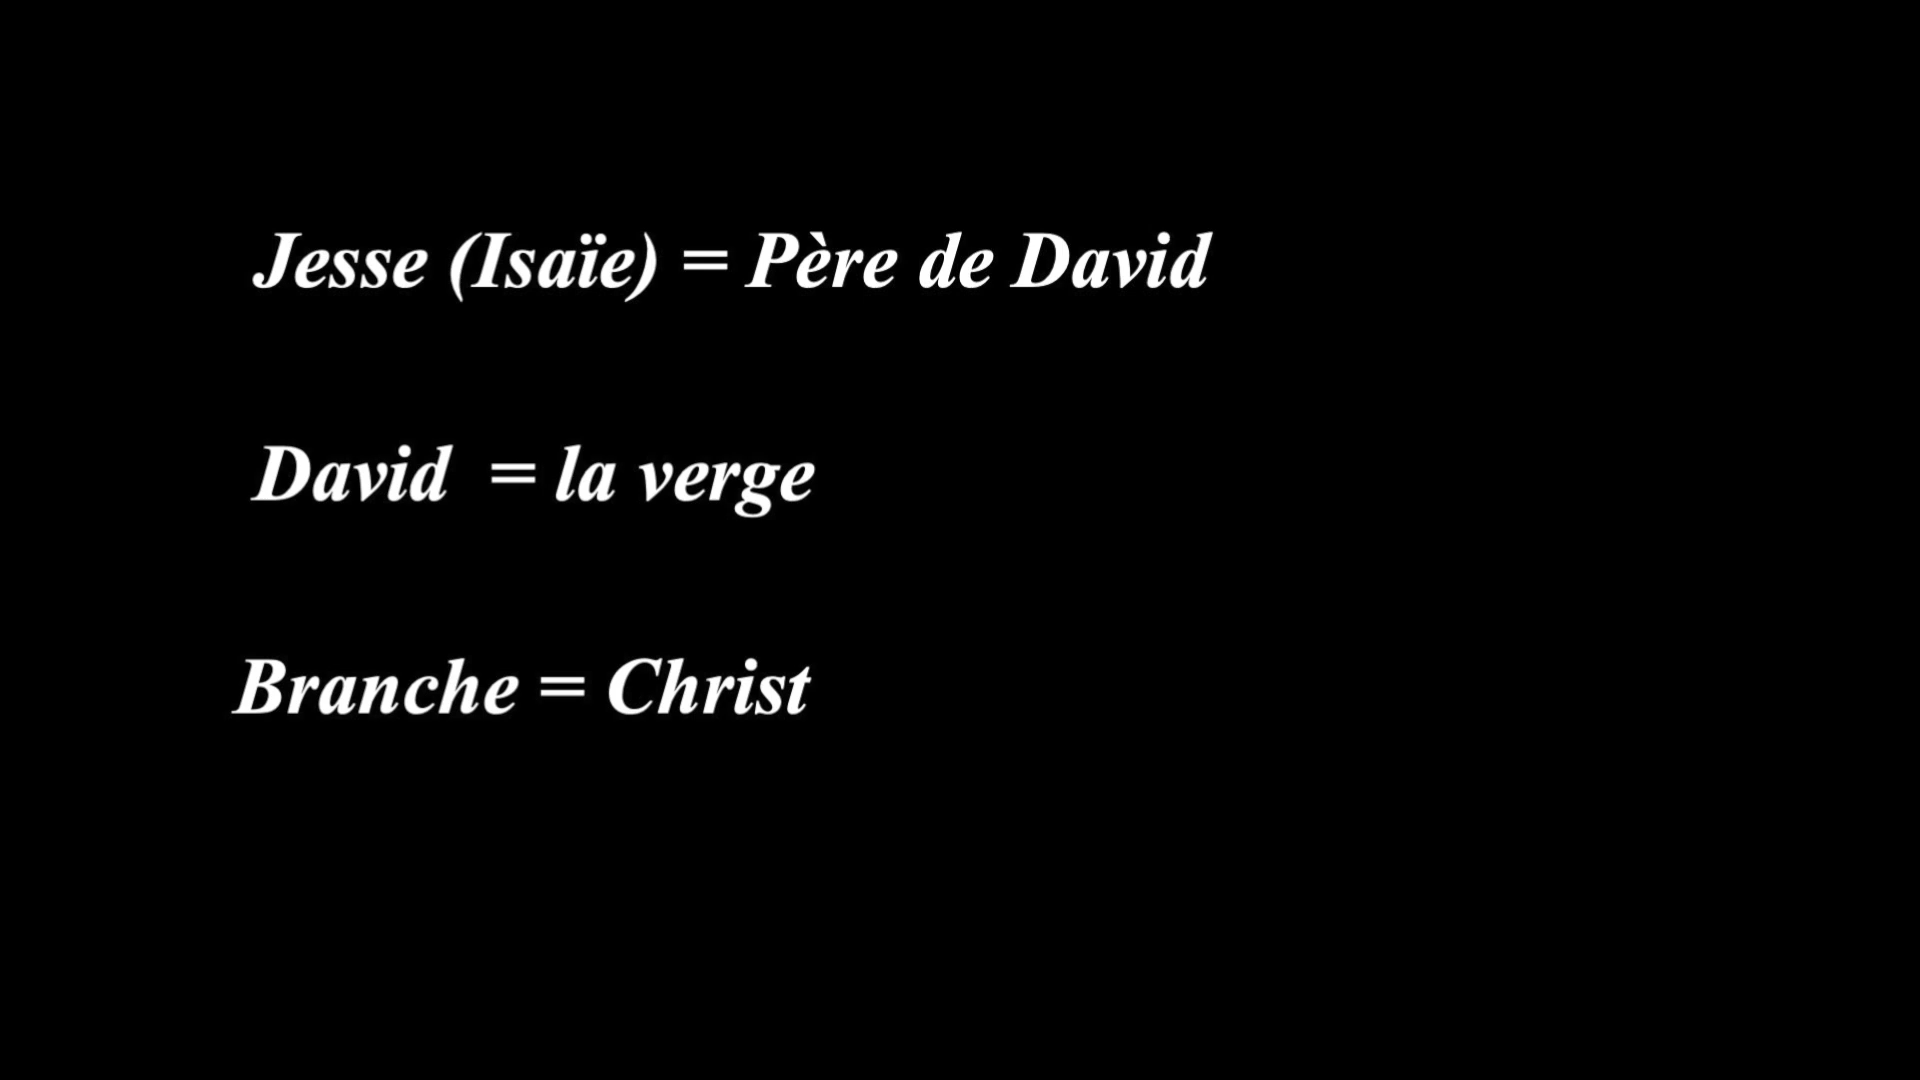 Jesse (Isaïe) = Père de David
David = la verge
Branche = Christ